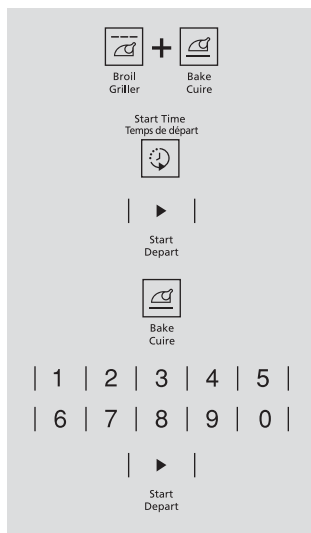 Broil Bake
Griller Cuire
Start Time
Temps de départ
Start
Depart
Bake
Cuire
1 2 3 4 5
6 7 8 9 0
Start
Depart